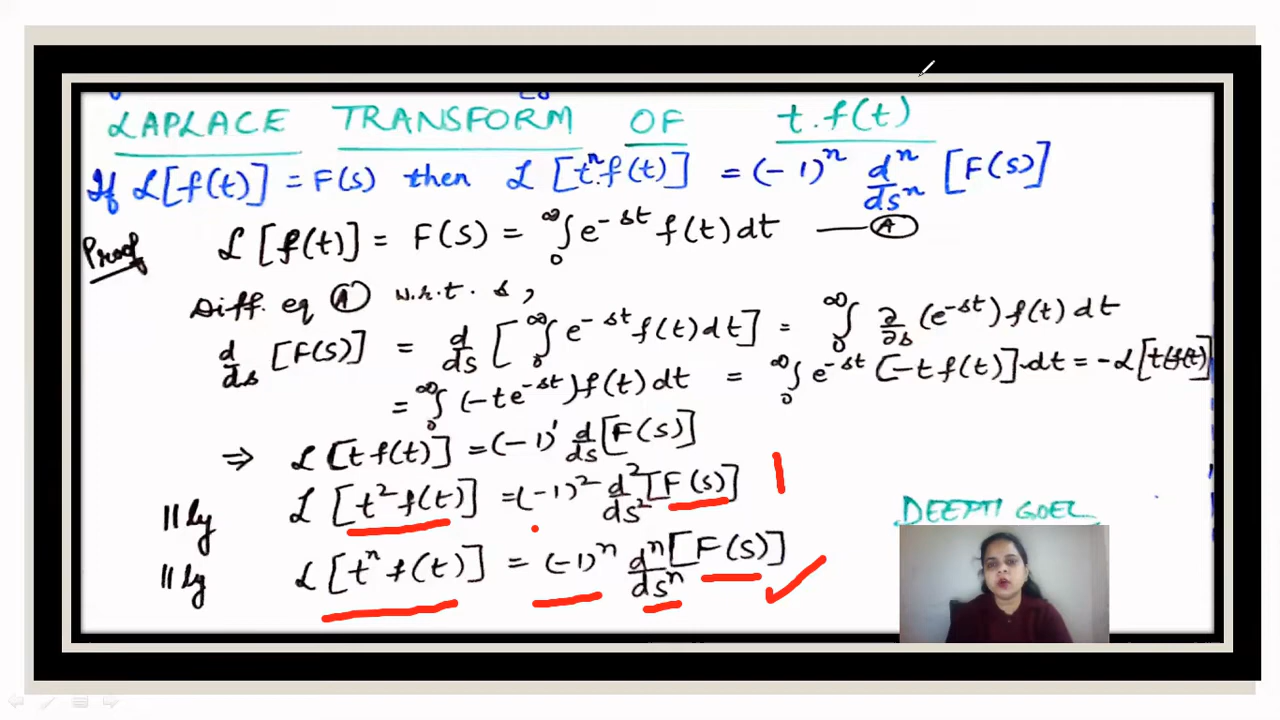 LAPLACE TRANSFORM OF t.f(t)
If L[f(t)] = F(s) then L[tⁿ.f(t)] = (-1)ⁿ dⁿ/dsⁿ [F(s)]
Proof L[f(t)] = F(s) = ∫₀^∞ e^(-st) f(t) dt —— (A)
Diff. eq (A) w.r.t. s,
d/ds [F(s)] = d/ds [∫₀^∞ e^(-st) f(t) dt] = ∫₀^∞ ∂/∂s (e^(-st)) f(t) dt
= ∫₀^∞ (-te^(-st)) f(t) dt = ∫₀^∞ e^(-st) [-t f(t)].dt = -L[t f(t)]
⇒ L[t f(t)] = (-1)¹ d/ds [F(s)]
||ly L[t² f(t)] = (-1)² d²/ds² [F(s)]
||ly L[tⁿ f(t)] = (-1)ⁿ dⁿ/dsⁿ [F(s)]
DEEPTI GOEL